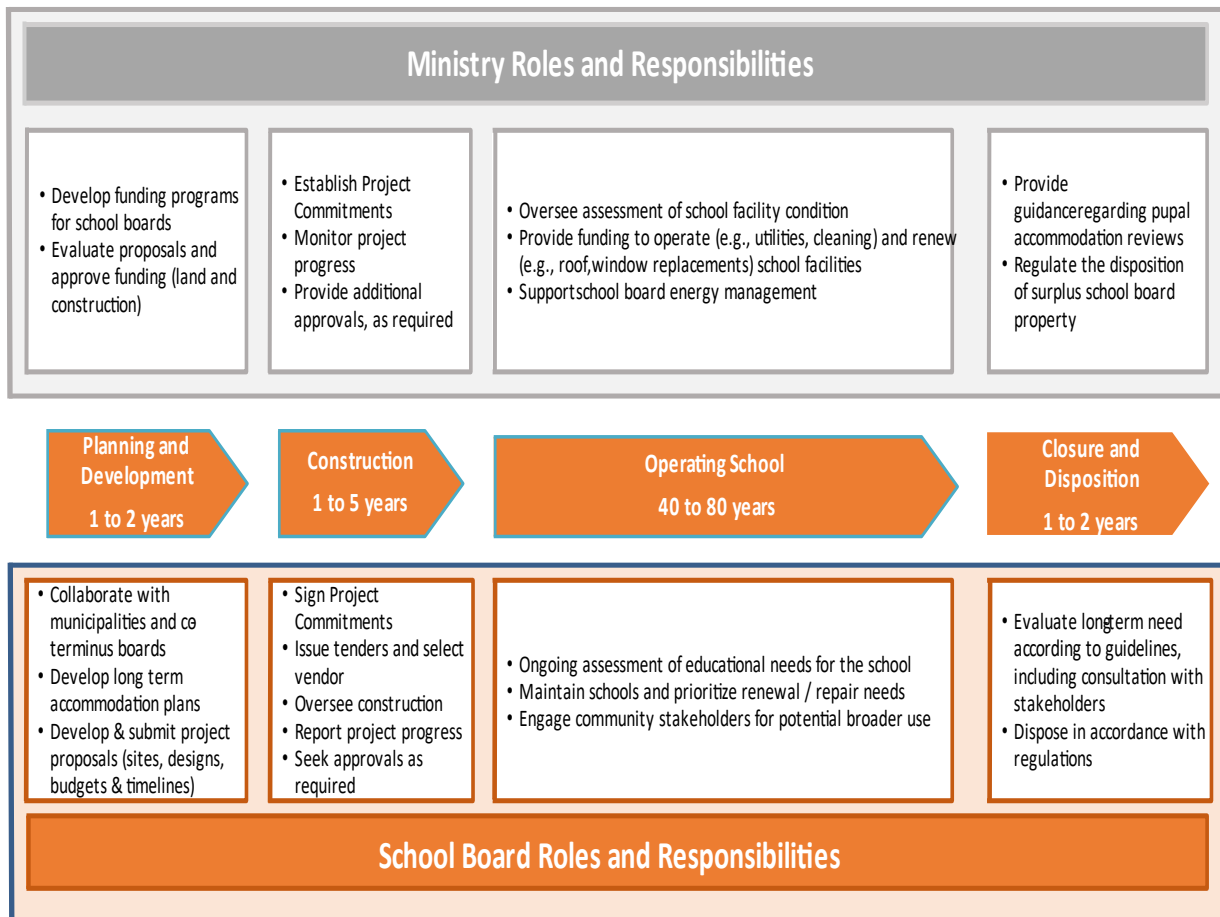 Ministry Roles and Responsibilities
• Develop funding programs
for school boards
• Evaluate proposals and
approve funding (land and
construction)
• Establish Project
Commitments
• Monitor project
progress
• Provide additional
approvals, as required
• Oversee assessment of school facility condition
• Provide funding to operate (e.g., utilities, cleaning) and renew
(e.g., roof,window replacements) school facilities
• Supportschool board energy management
• Provide
guidanceregarding pupal
accommodation reviews
• Regulate the disposition
of surplus school board
property
Planning and
Development
1 to 2 years
Construction
1 to 5 years
Operating School
40 to 80 years
Closure and
Disposition
1 to 2 years
• Collaborate with
municipalities and co-
terminus boards
• Develop long term
accommodation plans
• Develop & submit project
proposals (sites, designs,
budgets & timelines)
• Sign Project
Commitments
• Issue tenders and select
vendor
• Oversee construction
• Report project progress
• Seek approvals as
required
• Ongoing assessment of educational needs for the school
• Maintain schools and prioritize renewal / repair needs
• Engage community stakeholders for potential broader use
• Evaluate long-term need
according to guidelines,
including consultation with
stakeholders
• Dispose in accordance with
regulations
School Board Roles and Responsibilities